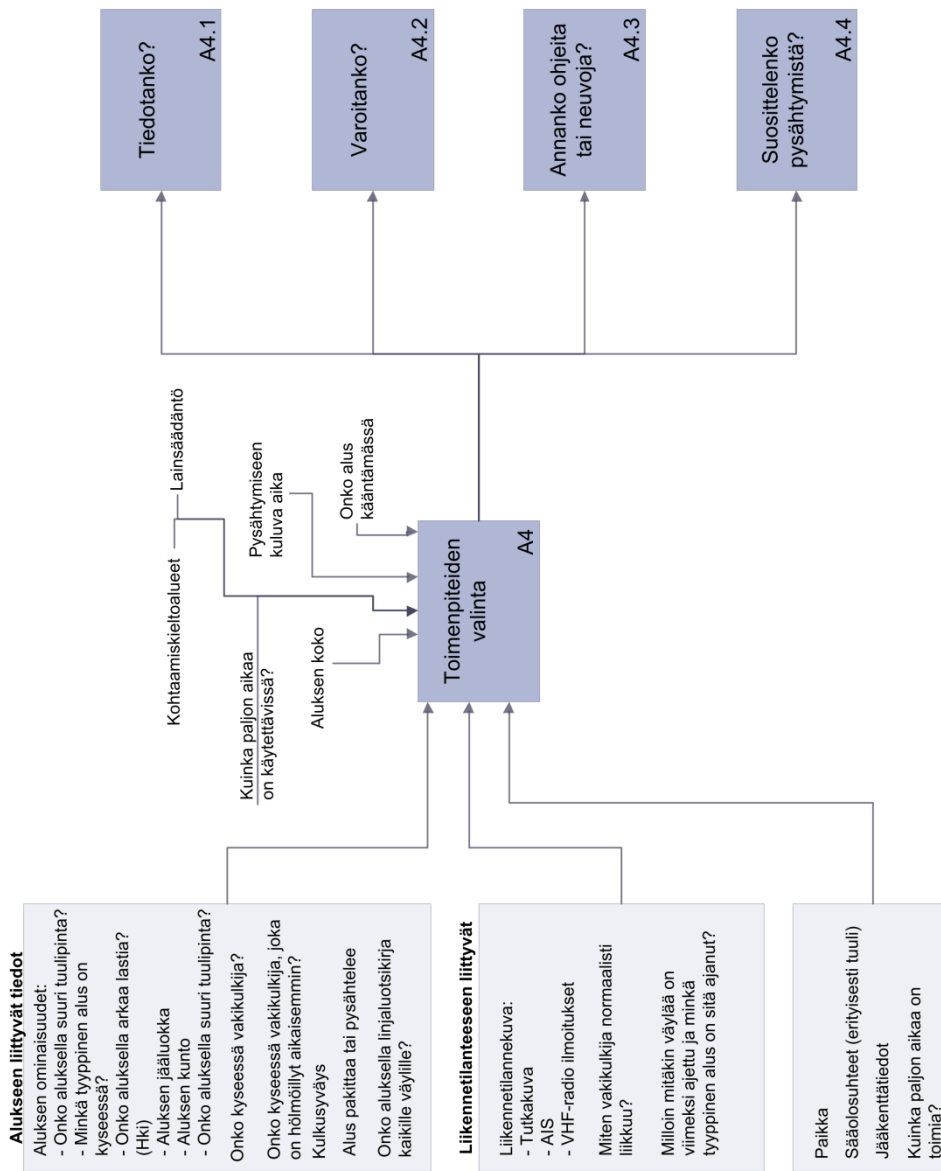 Alukseen liittyvät tiedot
Aluksen ominaisuudet:
- Onko aluksella suuri tuulipinta?
- Minkä tyyppinen alus on
kyseessä?
- Onko aluksella arkaa lastia?
(Hki)
- Aluksen jääluokka
- Aluksen kunto
- Onko aluksella suuri tuulipinta?
Onko kyseessä vakikulkija?
Onko kyseessä vakikulkija, joka
on hölmöillyt aikaisemmin?
Kulkusyväys
Alus pakittaa tai pysähtelee
Onko aluksella linjaluotsikirja
kaikille väylille?
Liikennetilanteeseen liittyvät
Liikennetilannekuva:
- Tutkakuva
- AIS
- VHF-radio ilmoitukset
Miten vakikulkija normaalisti
liikkuu?
Milloin mitäkin väylää on
viimeksi ajettu ja minkä
tyyppinen alus on sitä ajanut?
Paikka
Sääolosuhteet (erityisesti tuuli)
Jääkenttätiedot
Kuinka paljon aikaa on
toimia?
Kohtaamiskieltoalueet
Lainsäädäntö
Kuinka paljon aikaa
on käytettävissä?
Pysähtymiseen
kuluva aika
Aluksen koko
Onko alus
kääntämässä
Toimenpiteiden
valinta
A4
Tiedotanko?
A4.1
Varoitanko?
A4.2
Annanko ohjeita
tai neuvoja?
A4.3
Suosittelenko
pysähtymistä?
A4.4